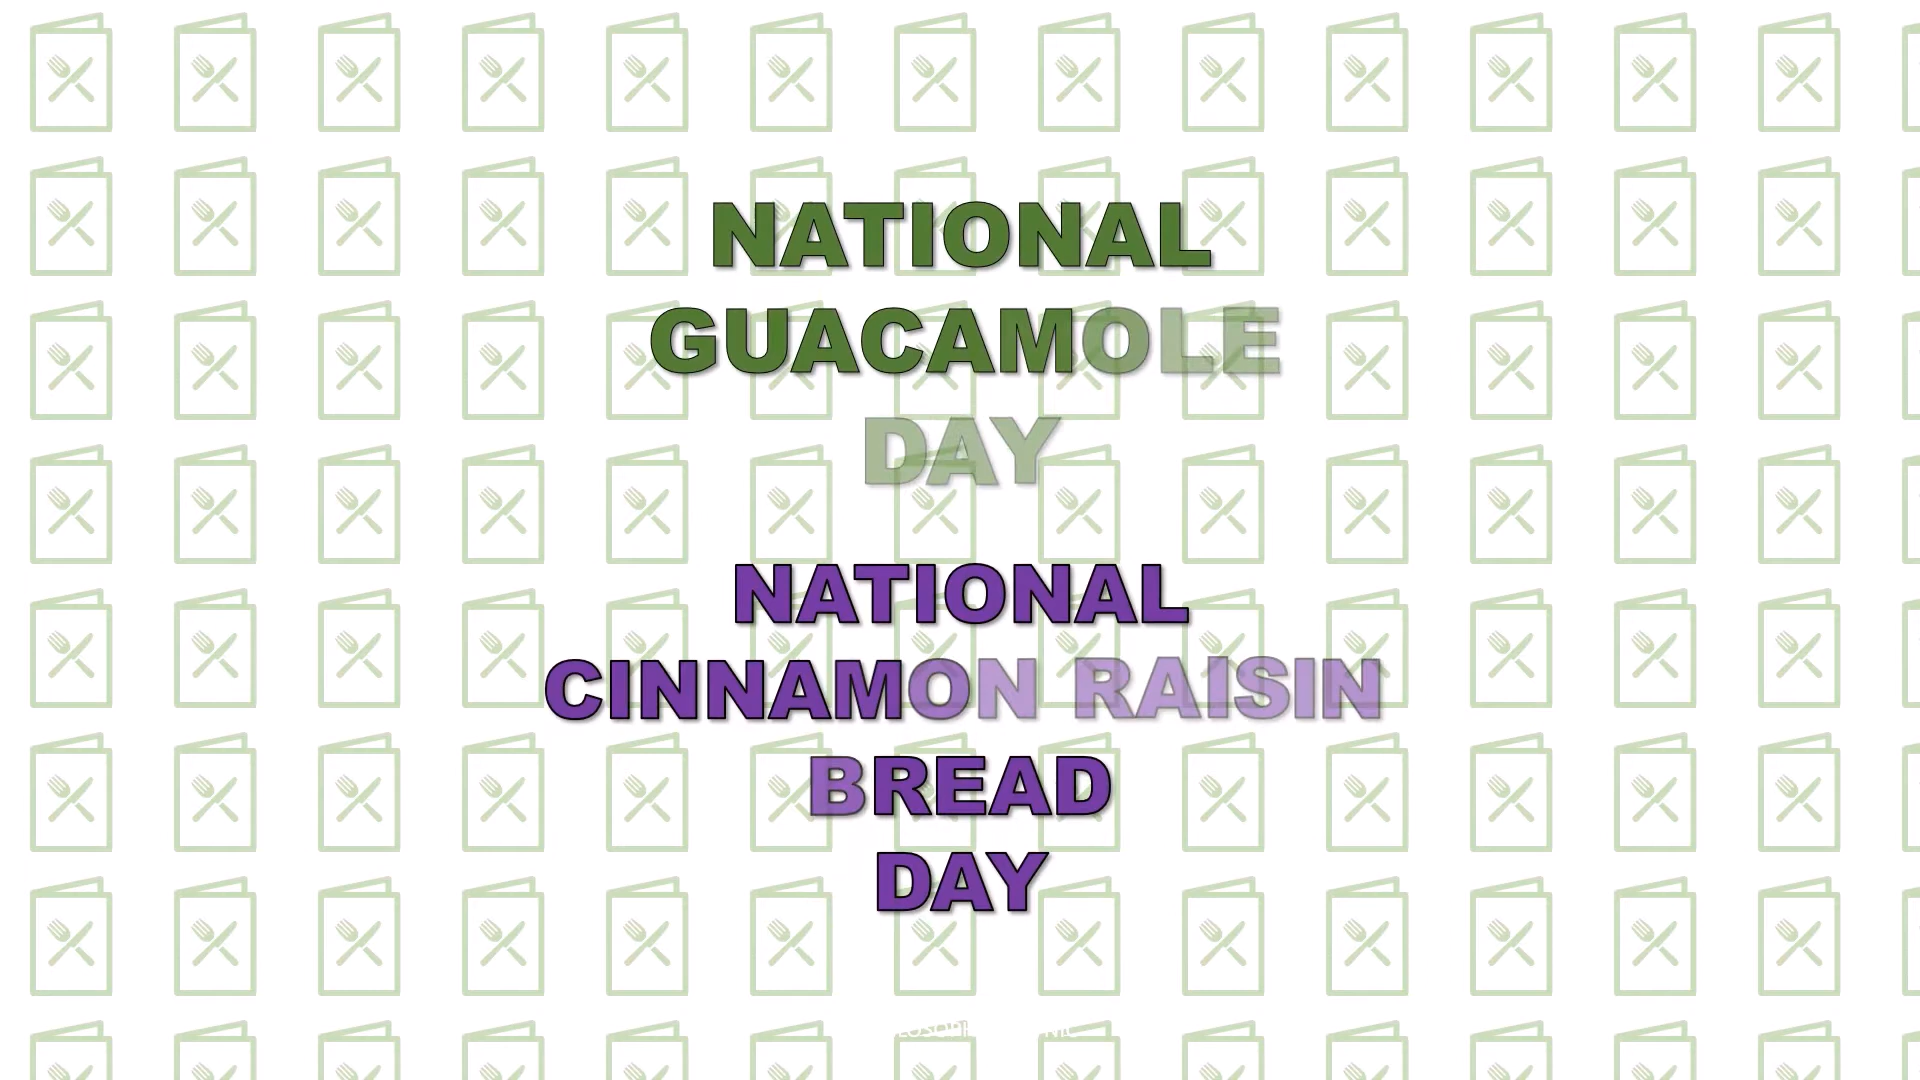 NATIONAL
GUACAMOLE
DAY
NATIONAL
CINNAMON RAISIN
BREAD
DAY